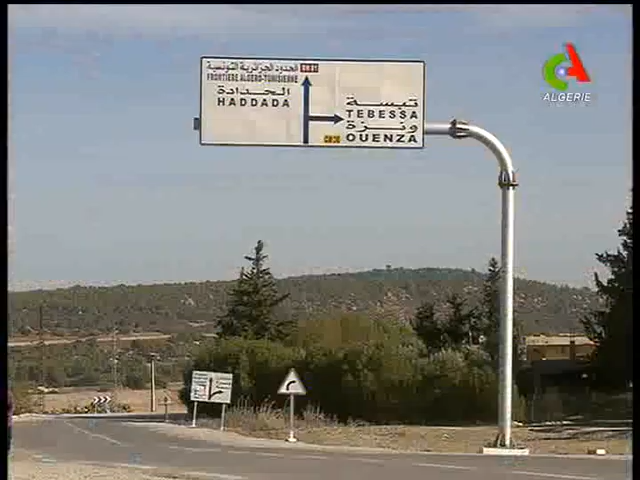 الحدود الجزائرية التونسية
FRONTIERE ALGERO-TUNISIENNE
الحدادة
HADDADA
تبسة
TEBESSA
ونزة
OUENZA
ALGERIE